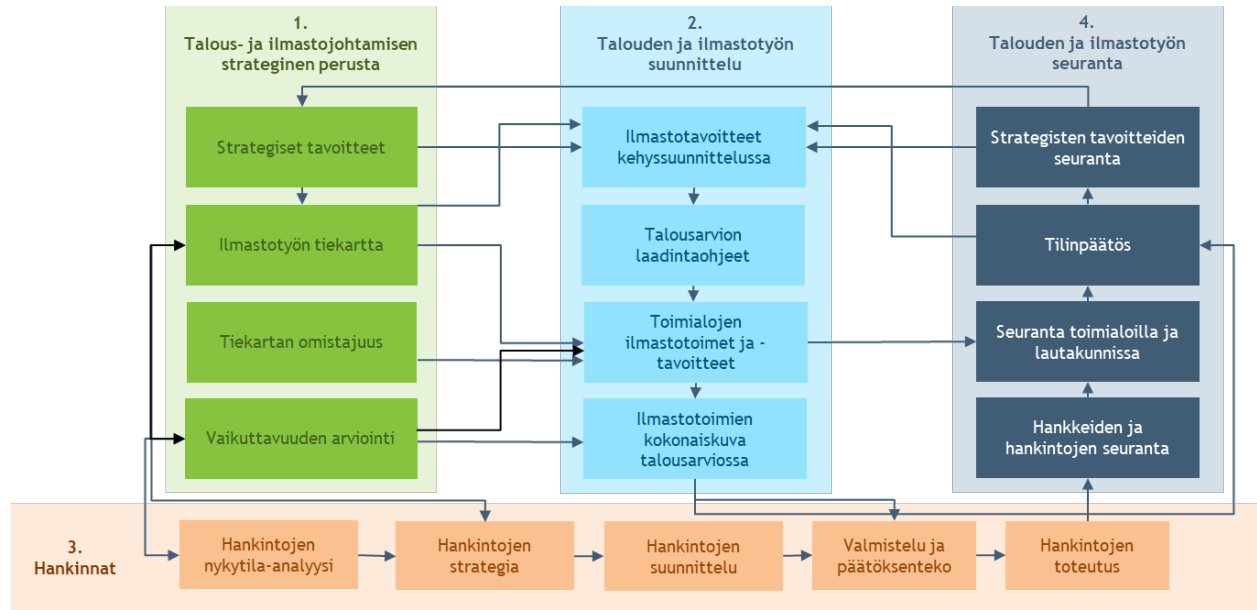 1.
Talous- ja ilmastojohtamisen
strateginen perusta
Strategiset tavoitteet
Ilmastotyön tiekartta
Tiekartan omistajuus
Vaikuttavuuden arviointi
2.
Talouden ja ilmastotyön
suunnittelu
Ilmastotavoitteet
kehyssuunnittelussa
Talousarvion
laadintaohjeet
Toimialojen
ilmastotoimet ja -
tavoitteet
Ilmastotoimien
kokonaiskuva
talousarviossa
4.
Talouden ja ilmastotyön
seuranta
Strategisten tavoitteiden
seuranta
Tilinpäätös
Seuranta toimialoilla ja
lautakunnissa
Hankkeiden ja
hankintojen seuranta
3.
Hankinnat
Hankintojen
nykytila-analyysi
Hankintojen
strategia
Hankintojen
suunnittelu
Valmistelu ja
päätöksenteko
Hankintojen
toteutus